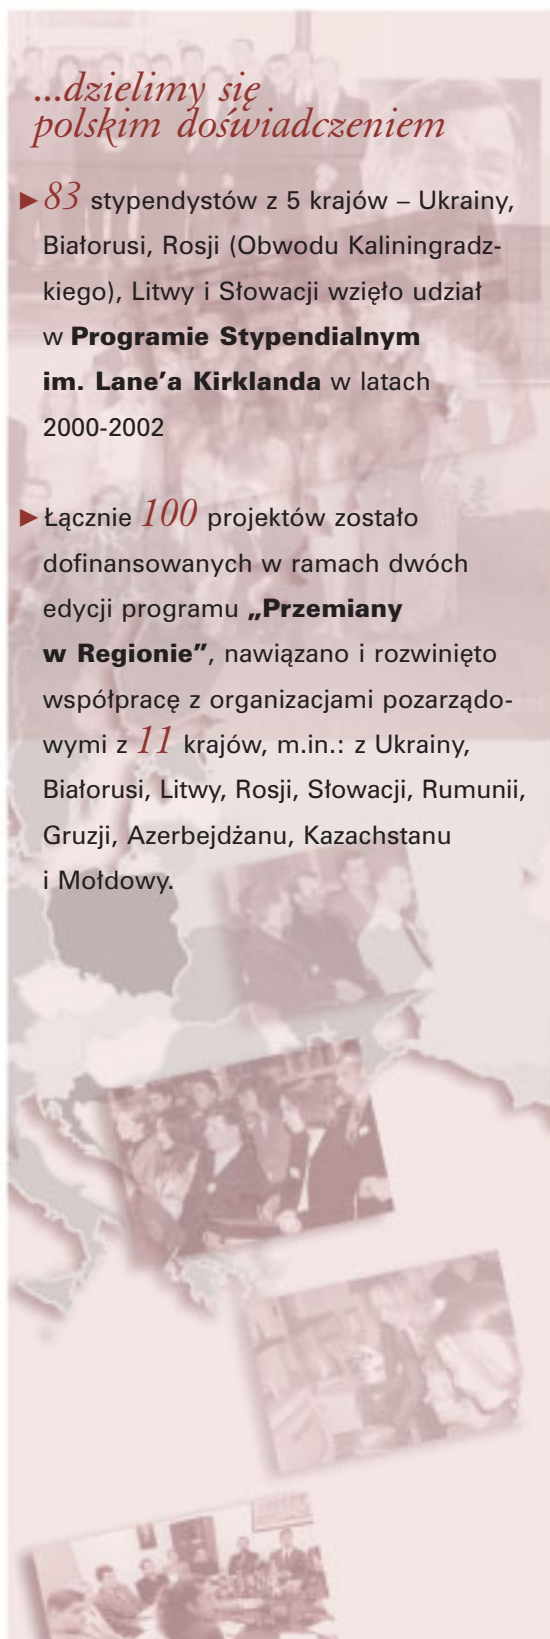 ...dzielimy się
polskim doświadczeniem
►83 stypendystów z 5 krajów – Ukrainy,
Białorusi, Rosji (Obwodu Kaliningradz-
kiego), Litwy i Słowacji wzięło udział
w Programie Stypendialnym
im. Lane’a Kirklanda w latach
2000-2002
►Łącznie 100 projektów zostało
dofinansowanych w ramach dwóch
edycji programu „Przemiany
w Regionie”, nawiązano i rozwinięto
współpracę z organizacjami pozarządo-
wymi z 11 krajów, m.in.: z Ukrainy,
Białorusi, Litwy, Rosji, Słowacji, Rumunii,
Gruzji, Azerbejdżanu, Kazachstanu
i Mołdowy.